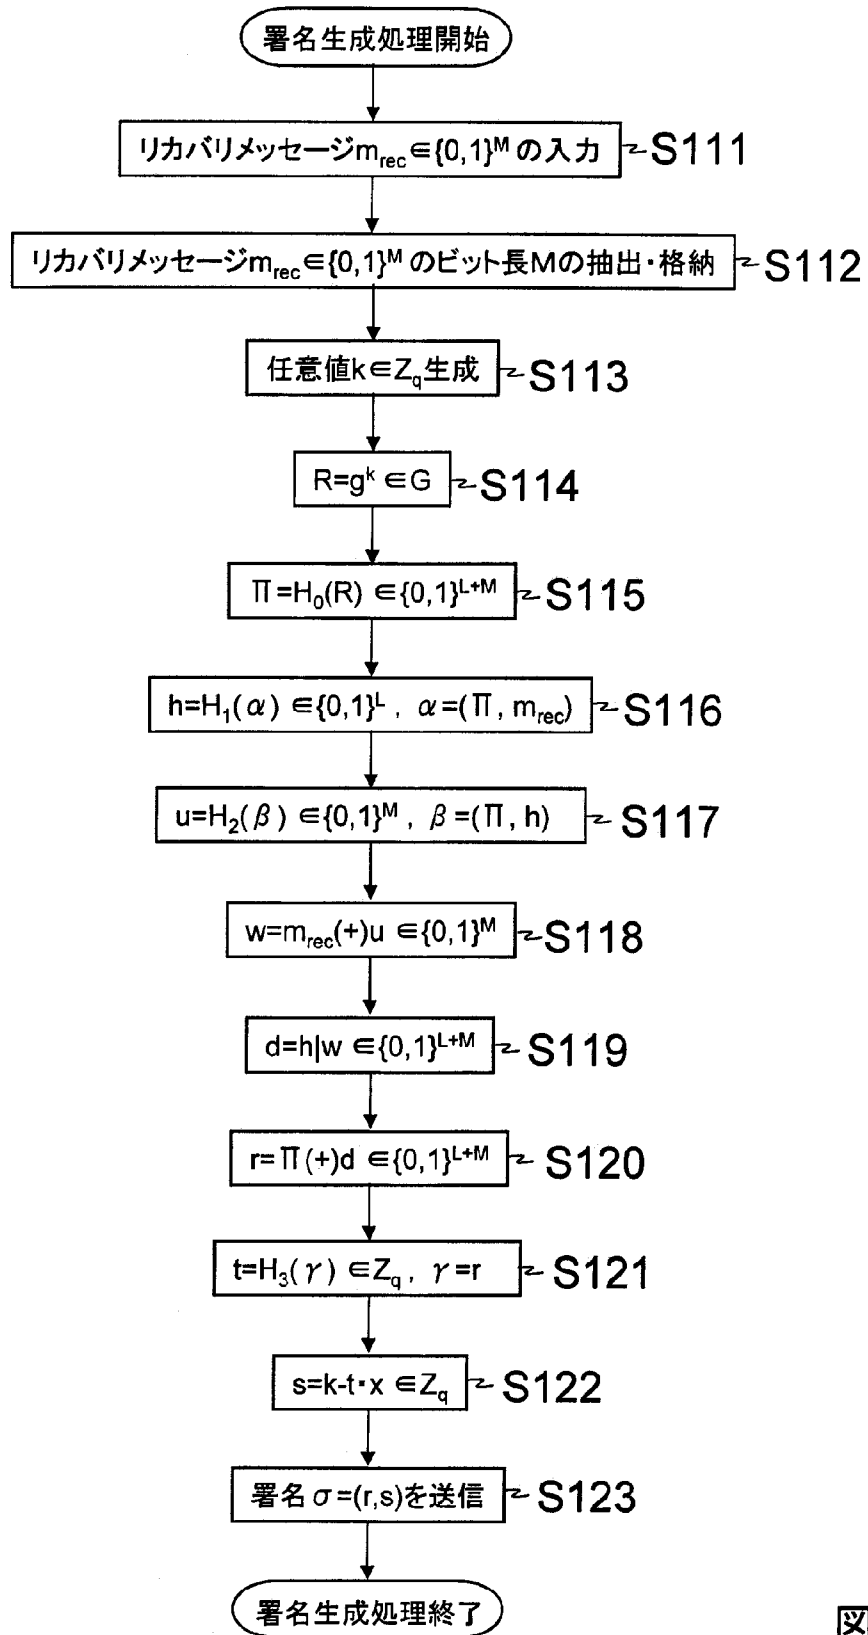 署名生成処理開始
リカバリメッセージm_rec∈{0,1}^M の入力 S111
リカバリメッセージm_rec∈{0,1}^M のビット長Mの抽出・格納 S112
任意値k∈Z_q生成 S113
R=g^k ∈G S114
Π=H_0(R) ∈{0,1}^{L+M} S115
h=H_1(α) ∈{0,1}^L , α=(Π, m_rec) S116
u=H_2(β) ∈{0,1}^M , β=(Π, h) S117
w=m_rec(+)u ∈{0,1}^M S118
d=h|w ∈{0,1}^{L+M} S119
r=Π(+)d ∈{0,1}^{L+M} S120
t=H_3(γ) ∈Z_q , γ=r S121
s=k-t・x ∈Z_q S122
署名σ=(r,s)を送信 S123
署名生成処理終了
図